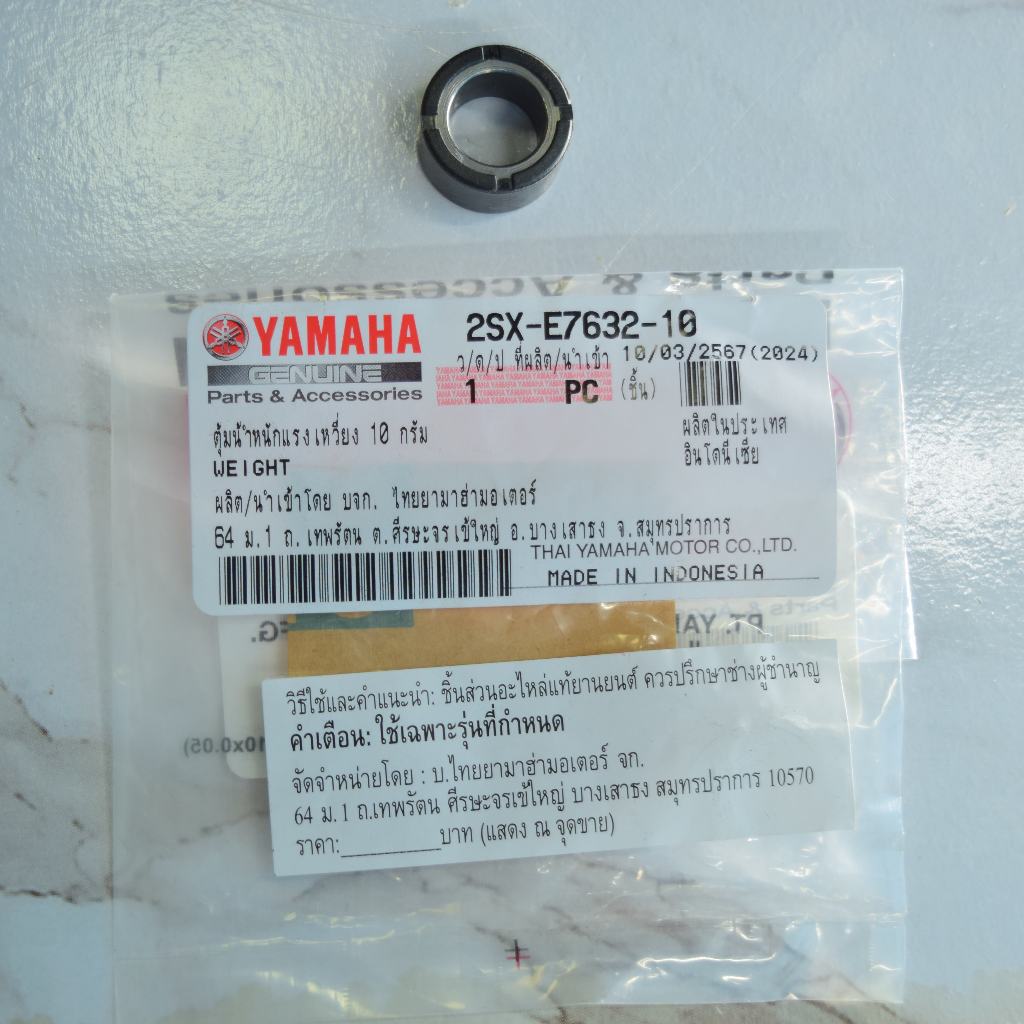 Parts & Accessories
YAMAHA
GENUINE
Parts & Accessories
2SX-E7632-10
ว/ด/ป ที่ผลิต/นำเข้า 10/03/2567(2024)
1 PC (ชิ้น)
ตุ้มน้ำหนักแรงเหวี่ยง 10 กรัม
WEIGHT
ผลิตในประเทศ
อินโดนีเซีย
ผลิต/นำเข้าโดย บจก. ไทยยามาฮ่ามอเตอร์
64 ม.1 ถ.เทพรัตน ต.ศีรษะจรเข้ใหญ่ อ.บางเสาธง จ.สมุทรปราการ
THAI YAMAHA MOTOR CO.,LTD.
MADE IN INDONESIA
วิธีใช้และคำแนะนำ: ชิ้นส่วนอะไหล่แท้ยานยนต์ ควรปรึกษาช่างผู้ชำนาญ
คำเตือน: ใช้เฉพาะรุ่นที่กำหนด
จัดจำหน่ายโดย : บ.ไทยยามาฮ่ามอเตอร์ จก.
64 ม.1 ถ.เทพรัตน ศีรษะจรเข้ใหญ่ บางเสาธง สมุทรปราการ 10570
ราคา:__________บาท (แสดง ณ จุดขาย)